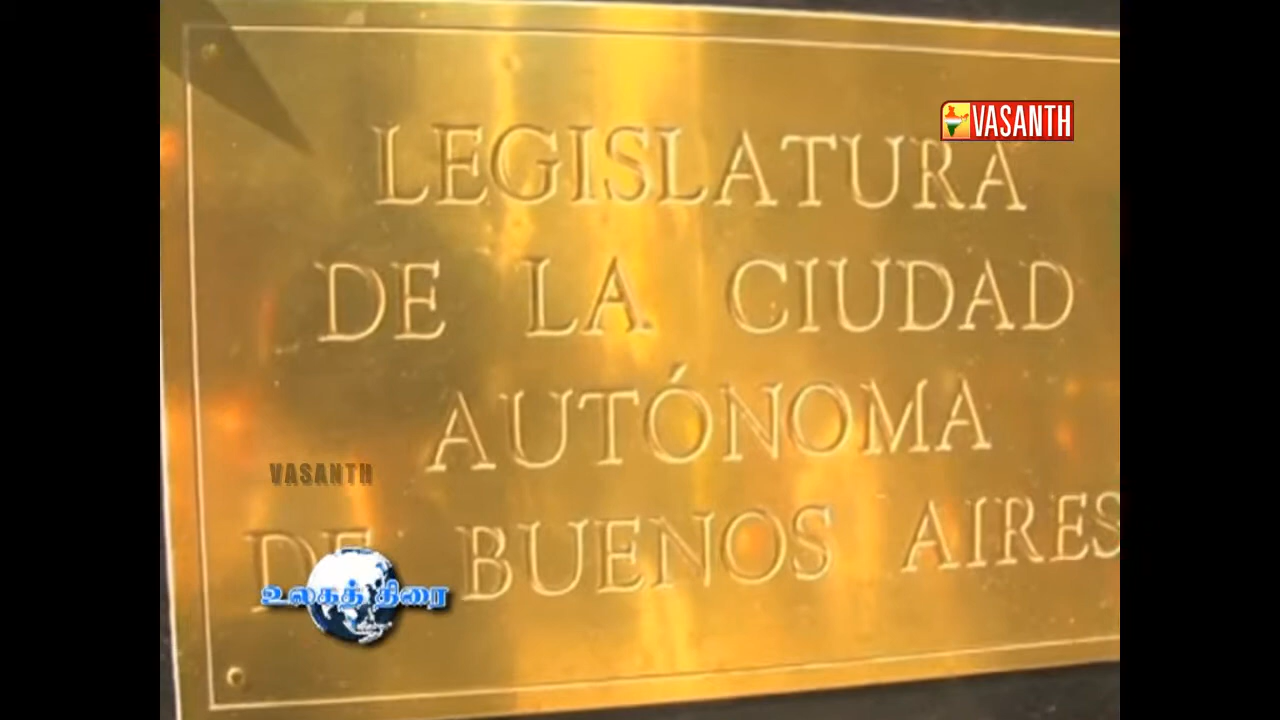 VASANTH
LEGISLATURA
DE LA CIUDAD
AUTÓNOMA
DE BUENOS AIRES
VASANTH
உலகத் திரை